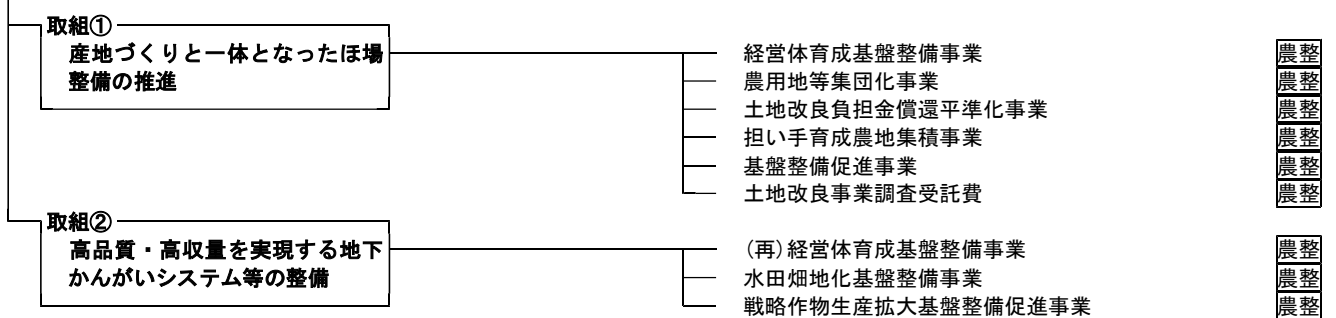 取組①
産地づくりと一体となったほ場
整備の推進
経営体育成基盤整備事業 農整
農用地等集団化事業 農整
土地改良負担金償還平準化事業 農整
担い手育成農地集積事業 農整
基盤整備促進事業 農整
土地改良事業調査受託費 農整
取組②
高品質・高収量を実現する地下
かんがいシステム等の整備
(再)経営体育成基盤整備事業 農整
水田畑地化基盤整備事業 農整
戦略作物生産拡大基盤整備促進事業 農整